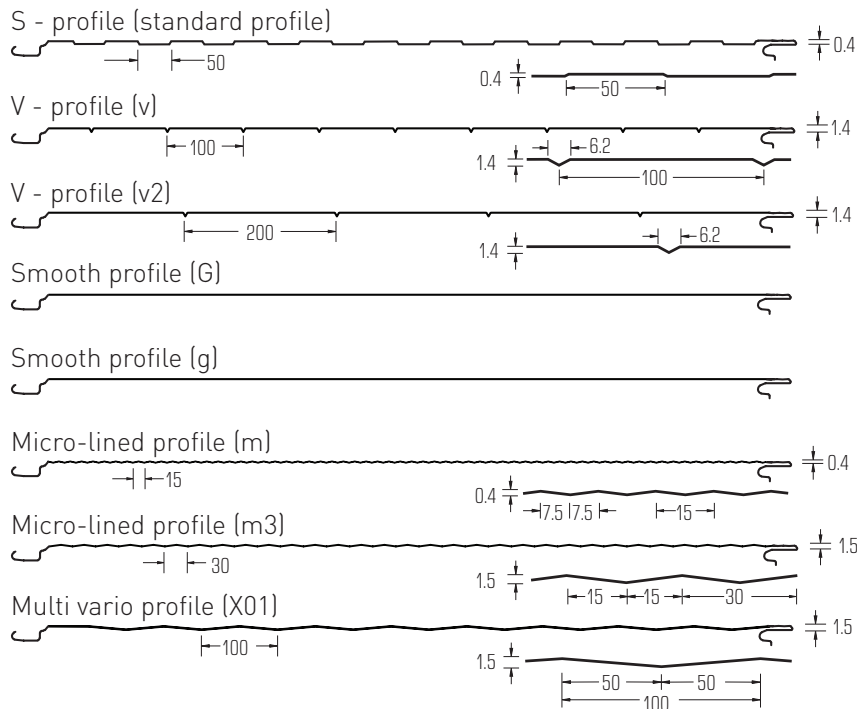 S - profile (standard profile)
50
0.4
0.4
50
V - profile (v)
100
1.4
6.2
1.4
100
V - profile (v2)
200
1.4
6.2
1.4
Smooth profile (G)
Smooth profile (g)
Micro-lined profile (m)
15
0.4
0.4
7.5 7.5 15
Micro-lined profile (m3)
30
1.5
1.5
15 15 30
Multi vario profile (X01)
100
1.5
1.5
50 50
100